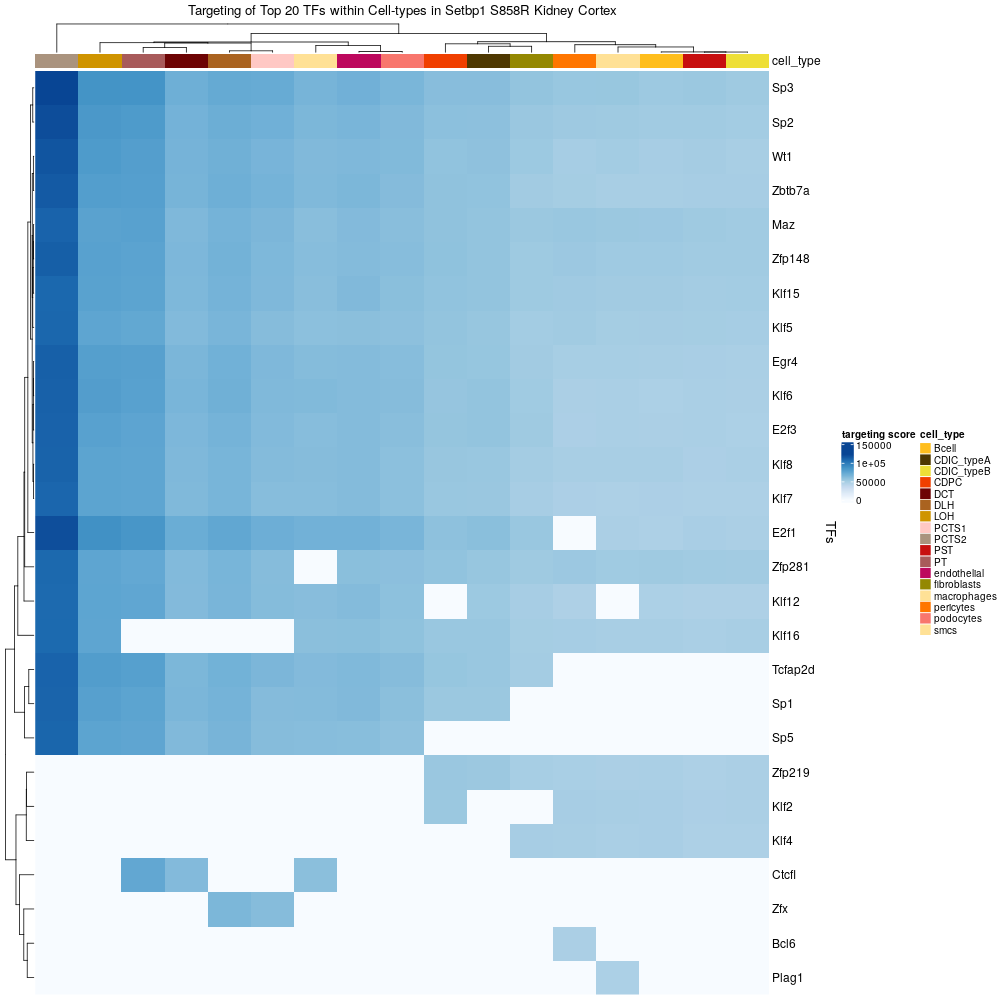 Targeting of Top 20 TFs within Cell-types in Setbp1 S858R Kidney Cortex
cell_type
Sp3
Sp2
Wt1
Zbtb7a
Maz
Zfp148
Klf15
Klf5
Egr4
Klf6
E2f3
Klf8
Klf7
E2f1
Zfp281
Klf12
Klf16
Tcfap2d
Sp1
Sp5
Zfp219
Klf2
Klf4
Ctcfl
Zfx
Bcl6
Plag1
TFs
targeting score
150000
1e+05
50000
0
cell_type
Bcell
CDIC_typeA
CDIC_typeB
CDPC
DCT
DLH
LOH
PCTS1
PCTS2
PST
PT
endothelial
fibroblasts
macrophages
pericytes
podocytes
smcs